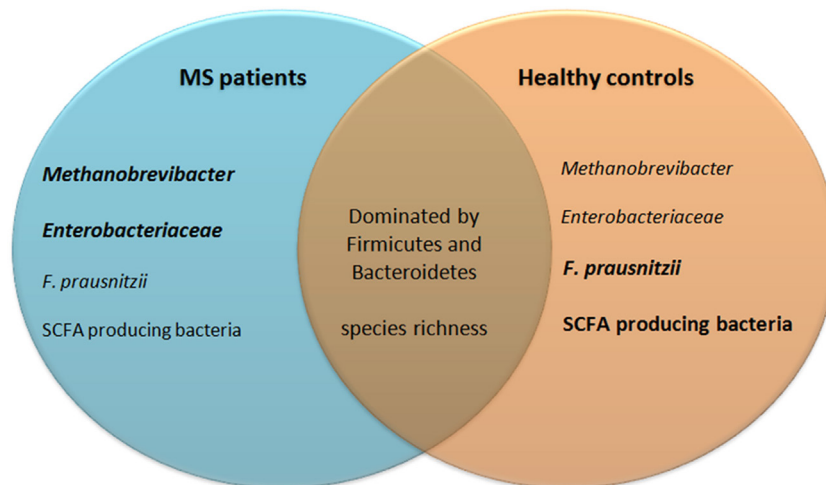 MS patients
Methanobrevibacter
Enterobacteriaceae
F. prausnitzii
SCFA producing bacteria
Dominated by
Firmicutes and
Bacteroidetes
species richness
Healthy controls
Methanobrevibacter
Enterobacteriaceae
F. prausnitzii
SCFA producing bacteria